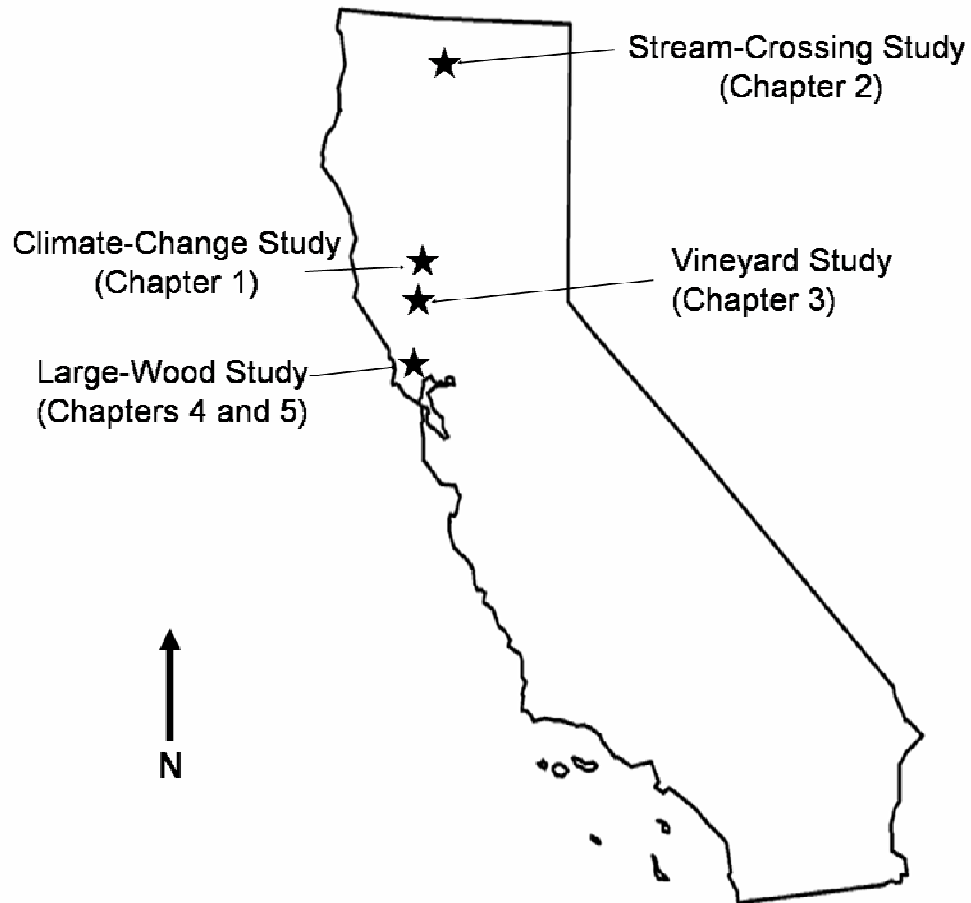 Stream-Crossing Study
(Chapter 2)
Climate-Change Study
(Chapter 1)
Vineyard Study
(Chapter 3)
Large-Wood Study
(Chapters 4 and 5)
N